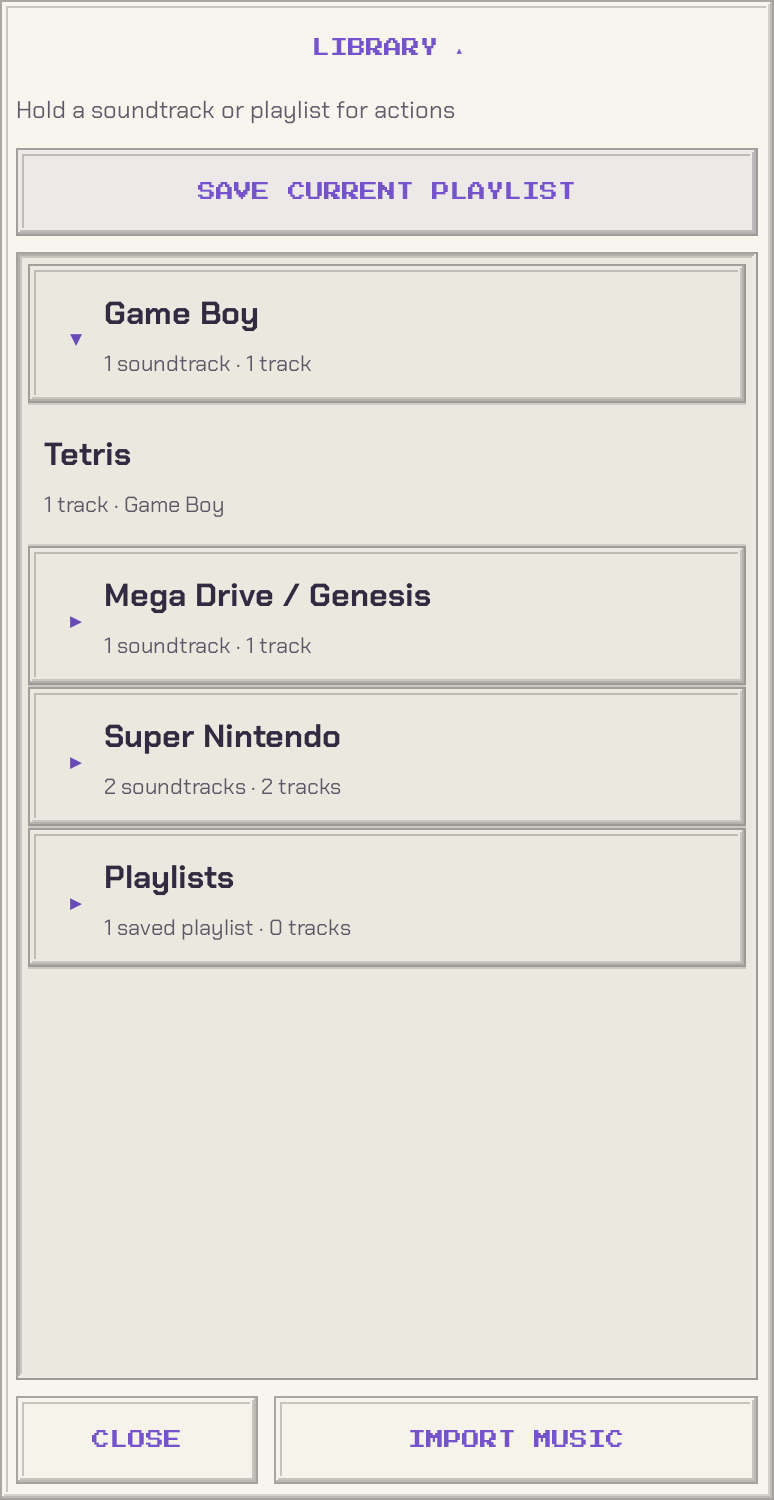 LIBRARY ▴
Hold a soundtrack or playlist for actions
SAVE CURRENT PLAYLIST
▼ Game Boy
1 soundtrack · 1 track
Tetris
1 track · Game Boy
▶ Mega Drive / Genesis
1 soundtrack · 1 track
▶ Super Nintendo
2 soundtracks · 2 tracks
▶ Playlists
1 saved playlist · 0 tracks
CLOSE
IMPORT MUSIC